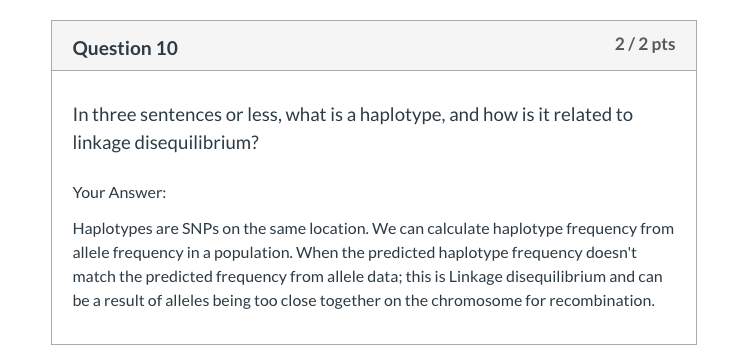 Question 10
2 / 2 pts
In three sentences or less, what is a haplotype, and how is it related to
linkage disequilibrium?
Your Answer:
Haplotypes are SNPs on the same location. We can calculate haplotype frequency from
allele frequency in a population. When the predicted haplotype frequency doesn't
match the predicted frequency from allele data; this is Linkage disequilibrium and can
be a result of alleles being too close together on the chromosome for recombination.